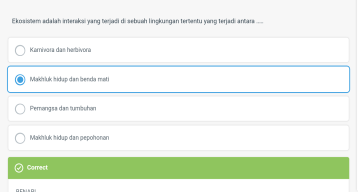 Ekosistem adalah interaksi yang terjadi di sebuah lingkungan tertentu yang terjadi antara ....
Karnivora dan herbivora
Makhluk hidup dan benda mati
Pemangsa dan tumbuhan
Makhluk hidup dan pepohonan
Correct
BENAR!